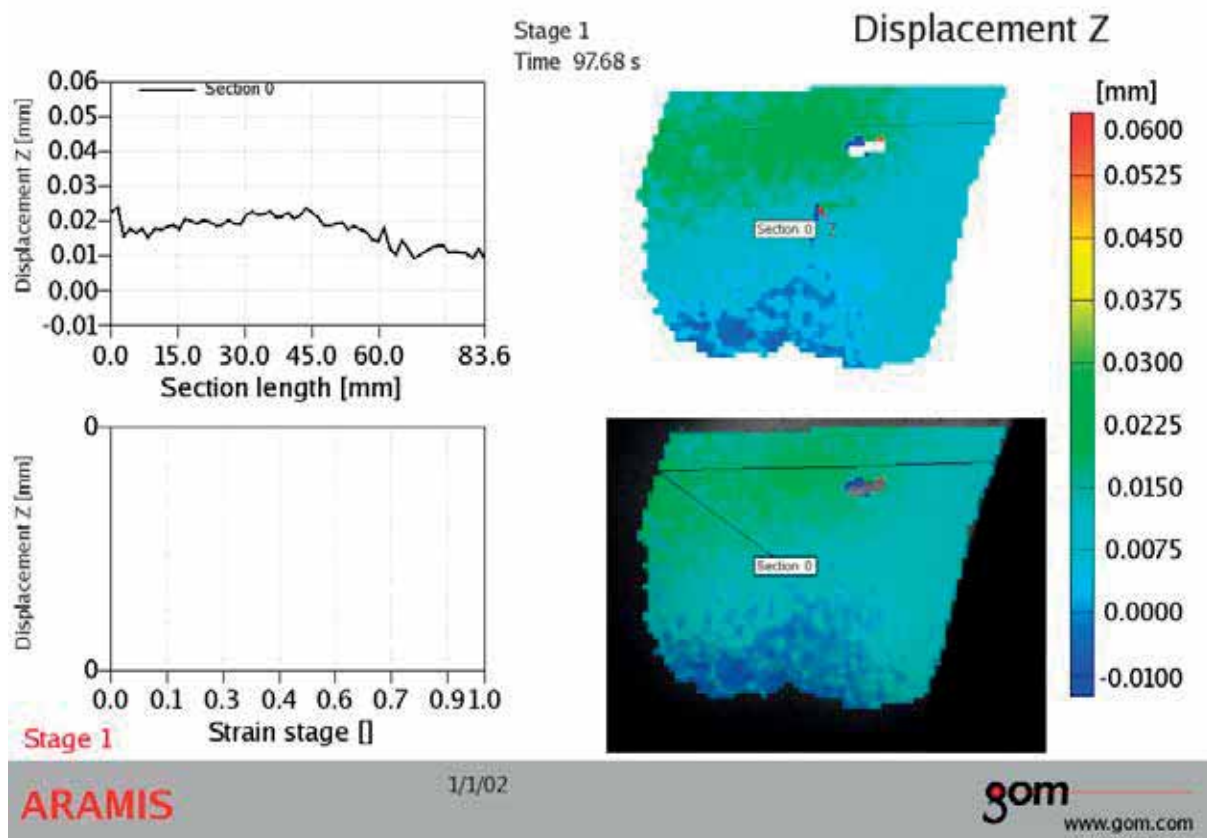 Stage 1
Time 97.68 s
Displacement Z
Section 0
Displacement Z [mm]
0.06
0.05
0.04
0.03
0.02
0.01
0.00
-0.01
0.0 15.0 30.0 45.0 60.0 83.6
Section length [mm]
[mm]
0.0600
0.0525
0.0450
0.0375
0.0300
0.0225
0.0150
0.0075
0.0000
-0.0100
Section 0
Z
Displacement Z [mm]
0
0
0.0 0.1 0.3 0.4 0.6 0.7 0.91.0
Strain stage []
Section 0
Stage 1
ARAMIS
1/1/02
gom
www.gom.com